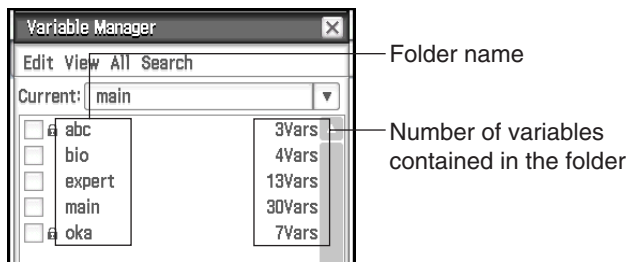 Variable Manager
Edit View All Search
Current: main
abc 3Vars
bio 4Vars
expert 13Vars
main 30Vars
oka 7Vars
Folder name
Number of variables
contained in the folder